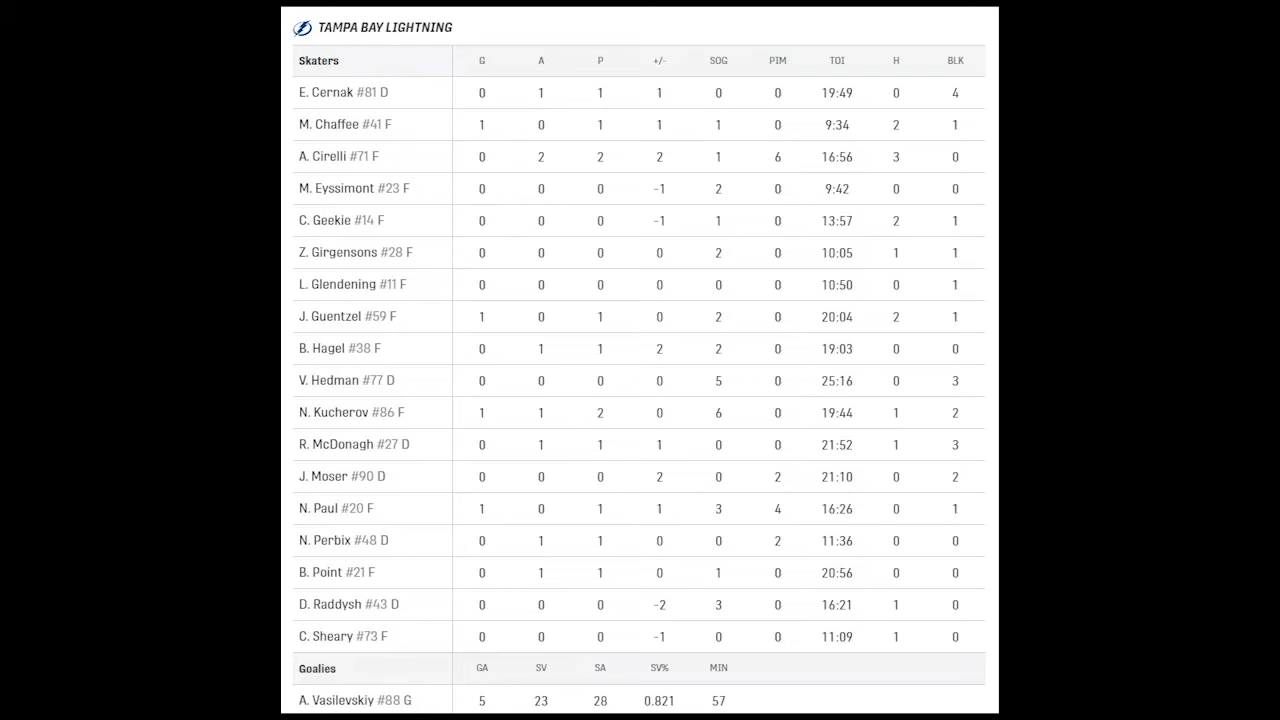 TAMPA BAY LIGHTNING
Skaters G A P +/- SOG PIM TOI H BLK
E. Cernak #81 D 0 1 1 1 0 0 19:49 0 4
M. Chaffee #41 F 1 0 1 1 1 0 9:34 2 1
A. Cirelli #71 F 0 2 2 2 1 6 16:56 3 0
M. Eyssimont #23 F 0 0 0 -1 2 0 9:42 0 0
C. Geekie #14 F 0 0 0 -1 1 0 13:57 2 1
Z. Girgensons #28 F 0 0 0 0 2 0 10:05 1 1
L. Glendening #11 F 0 0 0 0 0 0 10:50 0 1
J. Guentzel #59 F 1 0 1 0 2 0 20:04 2 1
B. Hagel #38 F 0 1 1 2 2 0 19:03 0 0
V. Hedman #77 D 0 0 0 0 5 0 25:16 0 3
N. Kucherov #86 F 1 1 2 0 6 0 19:44 1 2
R. McDonagh #27 D 0 1 1 1 0 0 21:52 1 3
J. Moser #90 D 0 0 0 2 0 2 21:10 0 2
N. Paul #20 F 1 0 1 1 3 4 16:26 0 1
N. Perbix #48 D 0 1 1 0 0 2 11:36 0 0
B. Point #21 F 0 1 1 0 1 0 20:56 0 0
D. Raddysh #43 D 0 0 0 -2 3 0 16:21 1 0
C. Sheary #73 F 0 0 0 -1 0 0 11:09 1 0
Goalies GA SV SA SV% MIN
A. Vasilevskiy #88 G 5 23 28 0.821 57